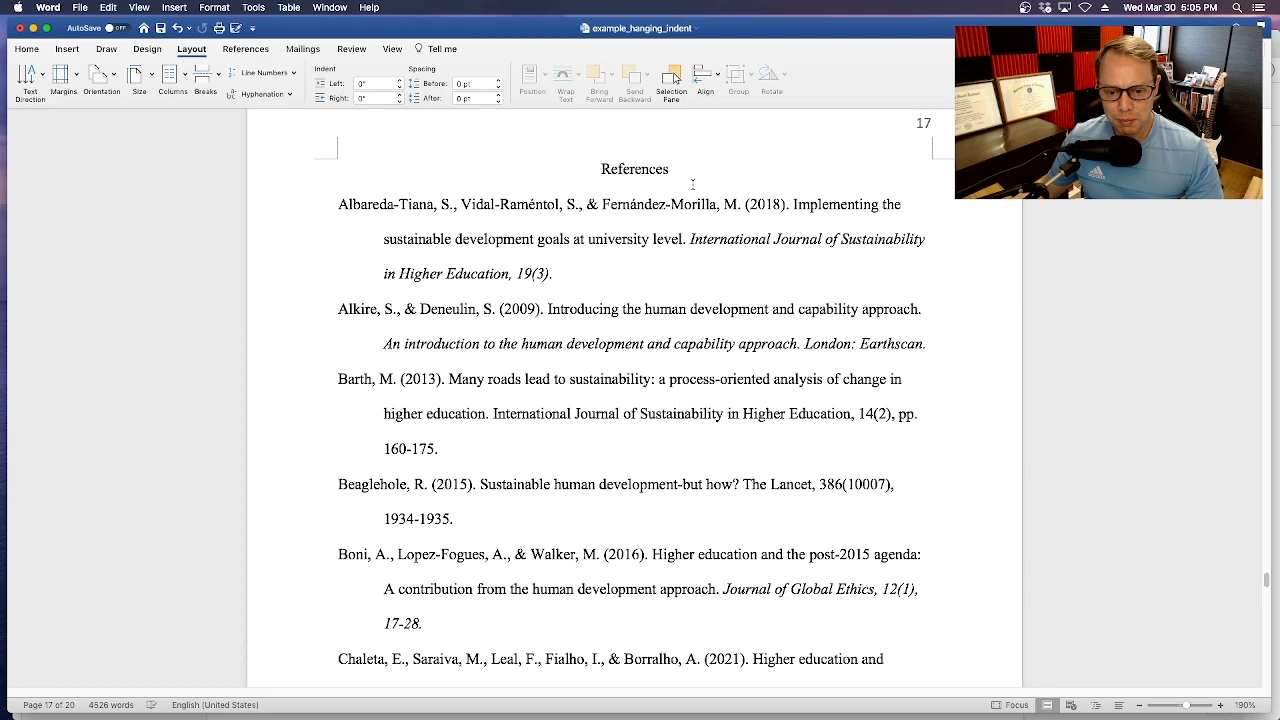 Word File Edit View Insert Format Tools Table Window Help
AutoSave OFF example_hanging_indent
Home Insert Draw Design Layout References Mailings Review View Tell me
Text Direction Margins Orientation Size Columns Breaks Line Numbers Hyphenation
Indent Left: 0" Right: 0" Spacing Before: 0 pt After: 0 pt
Position Wrap Text Bring Forward Send Backward Selection Pane Align Group Rotate
17
References
Albareda-Tiana, S., Vidal-Raméntol, S., & Fernández-Morilla, M. (2018). Implementing the
sustainable development goals at university level. International Journal of Sustainability
in Higher Education, 19(3).
Alkire, S., & Deneulin, S. (2009). Introducing the human development and capability approach.
An introduction to the human development and capability approach. London: Earthscan.
Barth, M. (2013). Many roads lead to sustainability: a process-oriented analysis of change in
higher education. International Journal of Sustainability in Higher Education, 14(2), pp.
160-175.
Beaglehole, R. (2015). Sustainable human development-but how? The Lancet, 386(10007),
1934-1935.
Boni, A., Lopez-Fogues, A., & Walker, M. (2016). Higher education and the post-2015 agenda:
A contribution from the human development approach. Journal of Global Ethics, 12(1),
17-28.
Chaleta, E., Saraiva, M., Leal, F., Fialho, I., & Borralho, A. (2021). Higher education and
adidas
Page 17 of 20 4526 words English (United States) Focus 190%